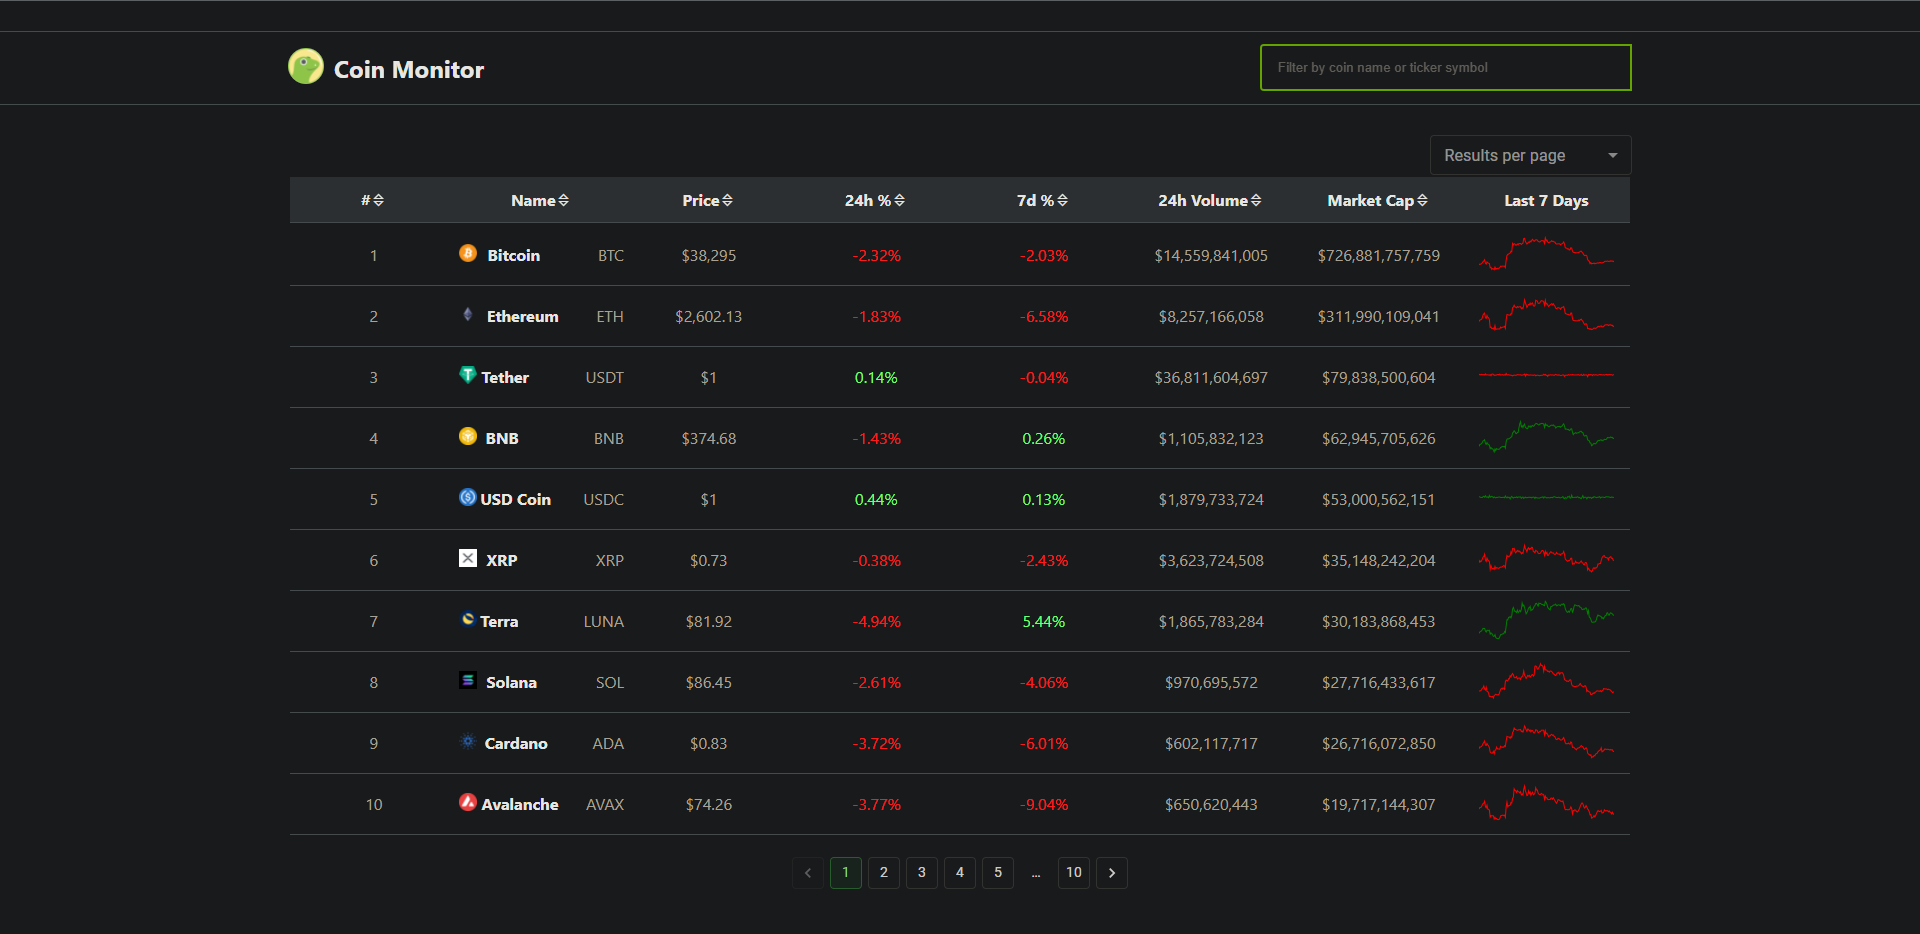 Coin Monitor
Filter by coin name or ticker symbol
Results per page
# Name Price 24h % 7d % 24h Volume Market Cap Last 7 Days
1 Bitcoin BTC $38,295 -2.32% -2.03% $14,559,841,005 $726,881,757,759
2 Ethereum ETH $2,602.13 -1.83% -6.58% $8,257,166,058 $311,990,109,041
3 Tether USDT $1 0.14% -0.04% $36,811,604,697 $79,838,500,604
4 BNB BNB $374.68 -1.43% 0.26% $1,105,832,123 $62,945,705,626
5 USD Coin USDC $1 0.44% 0.13% $1,879,733,724 $53,000,562,151
6 XRP XRP $0.73 -0.38% -2.43% $3,623,724,508 $35,148,242,204
7 Terra LUNA $81.92 -4.94% 5.44% $1,865,783,284 $30,183,868,453
8 Solana SOL $86.45 -2.61% -4.06% $970,695,572 $27,716,433,617
9 Cardano ADA $0.83 -3.72% -6.01% $602,117,717 $26,716,072,850
10 Avalanche AVAX $74.26 -3.77% -9.04% $650,620,443 $19,717,144,307
1 2 3 4 5 … 10